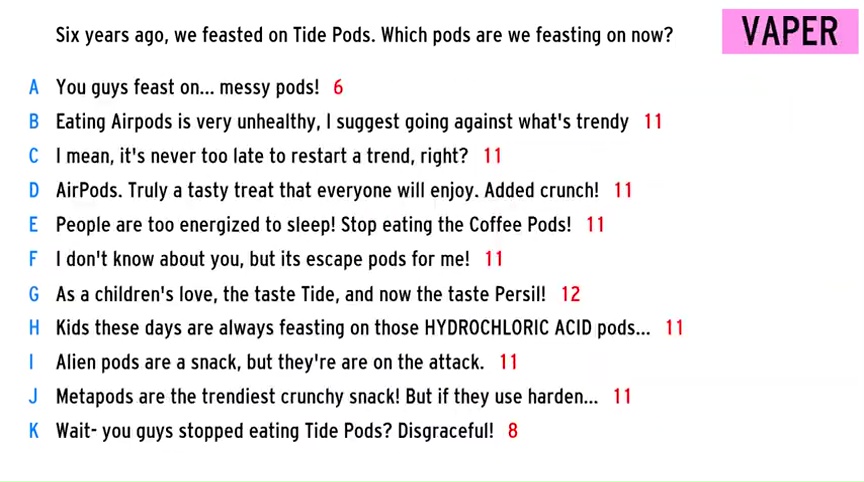 Six years ago, we feasted on Tide Pods. Which pods are we feasting on now?
VAPER
A You guys feast on... messy pods! 6
B Eating Airpods is very unhealthy, I suggest going against what's trendy 11
C I mean, it's never too late to restart a trend, right? 11
D AirPods. Truly a tasty treat that everyone will enjoy. Added crunch! 11
E People are too energized to sleep! Stop eating the Coffee Pods! 11
F I don't know about you, but its escape pods for me! 11
G As a children's love, the taste Tide, and now the taste Persil! 12
H Kids these days are always feasting on those HYDROCHLORIC ACID pods... 11
I Alien pods are a snack, but they're are on the attack. 11
J Metapods are the trendiest crunchy snack! But if they use harden... 11
K Wait- you guys stopped eating Tide Pods? Disgraceful! 8